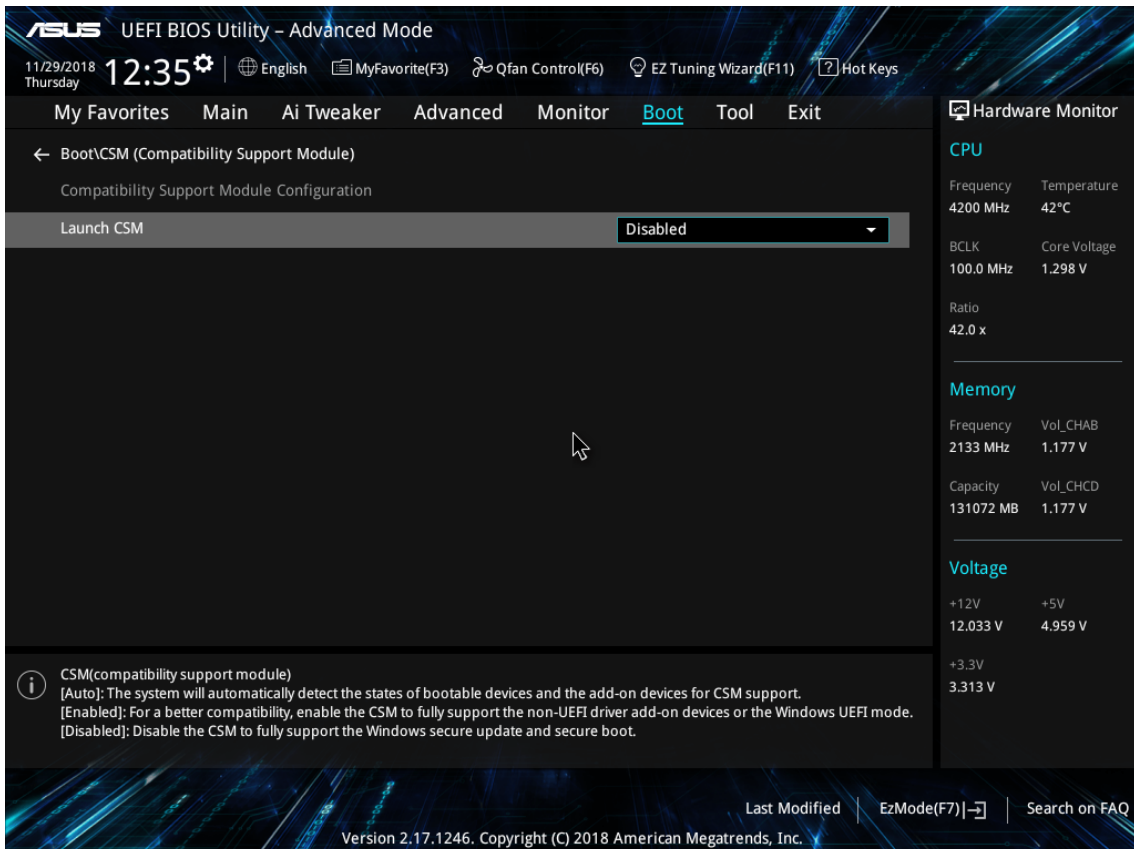 ASUS UEFI BIOS Utility – Advanced Mode
11/29/2018
Thursday
12:35
English MyFavorite(F3) Qfan Control(F6) EZ Tuning Wizard(F11) ? Hot Keys
My Favorites Main Ai Tweaker Advanced Monitor Boot Tool Exit
Boot\CSM (Compatibility Support Module)
Compatibility Support Module Configuration
Launch CSM Disabled
CSM(compatibility support module)
[Auto]: The system will automatically detect the states of bootable devices and the add-on devices for CSM support.
[Enabled]: For a better compatibility, enable the CSM to fully support the non-UEFI driver add-on devices or the Windows UEFI mode.
[Disabled]: Disable the CSM to fully support the Windows secure update and secure boot.
Hardware Monitor
CPU
Frequency Temperature
4200 MHz 42°C
BCLK Core Voltage
100.0 MHz 1.298 V
Ratio
42.0 x
Memory
Frequency Vol_CHAB
2133 MHz 1.177 V
Capacity Vol_CHCD
131072 MB 1.177 V
Voltage
+12V +5V
12.033 V 4.959 V
+3.3V
3.313 V
Last Modified EzMode(F7) Search on FAQ
Version 2.17.1246. Copyright (C) 2018 American Megatrends, Inc.